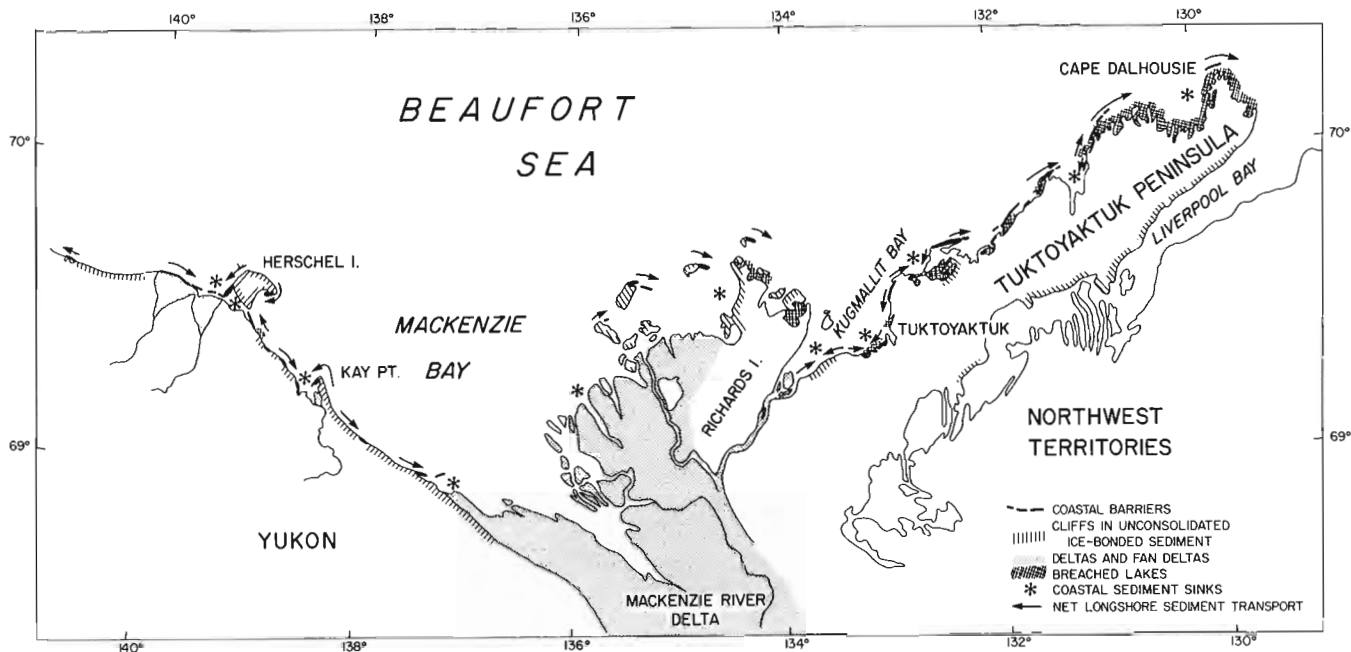 140°
138°
136°
134°
132°
130°
CAPE DALHOUSIE
BEAUFORT
SEA
70°
70°
TUKTOYAKTUK PENINSULA
LIVERPOOL BAY
HERSCHEL I.
KUGMALLIT BAY
MACKENZIE
BAY
TUKTOYAKTUK
KAY PT.
RICHARDS I.
NORTHWEST
TERRITORIES
69°
69°
YUKON
COASTAL BARRIERS
CLIFFS IN UNCONSOLIDATED
ICE-BONDED SEDIMENT
DELTAS AND FAN DELTAS
BREACHED LAKES
COASTAL SEDIMENT SINKS
NET LONGSHORE SEDIMENT TRANSPORT
MACKENZIE RIVER
DELTA
140°
138°
136°
134°
132°
130°